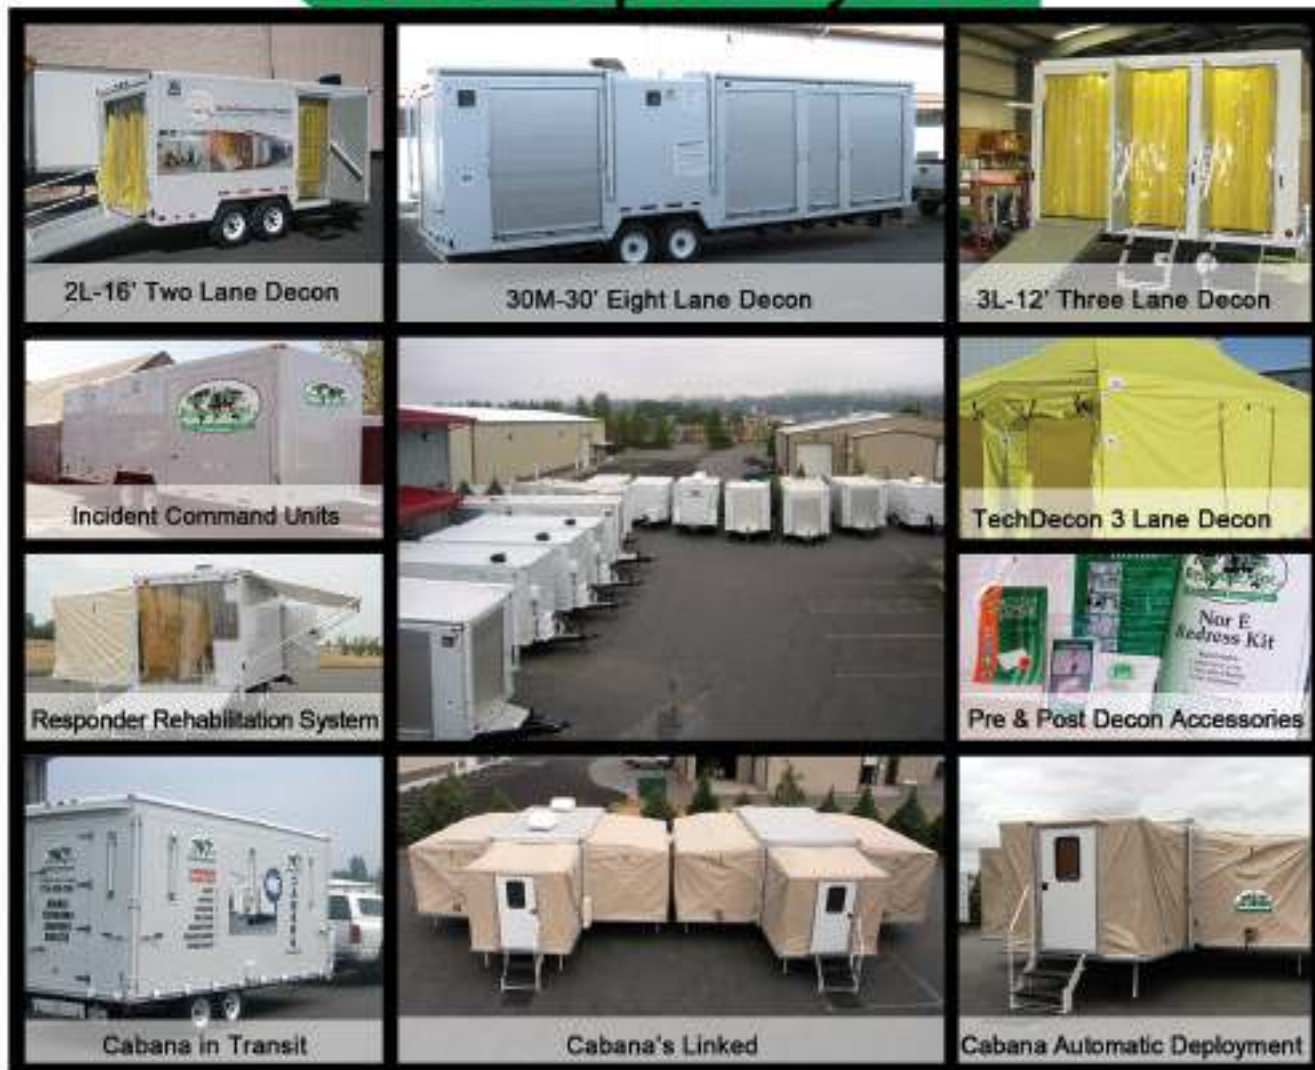 2L-16' Two Lane Decon
30M-30' Eight Lane Decon
3L-12' Three Lane Decon
Incident Command Units
TechDecon 3 Lane Decon
Responder Rehabilitation System
Nor E
Redress Kit
Pre & Post Decon Accessories
Cabana in Transit
Cabana's Linked
Cabana Automatic Deployment